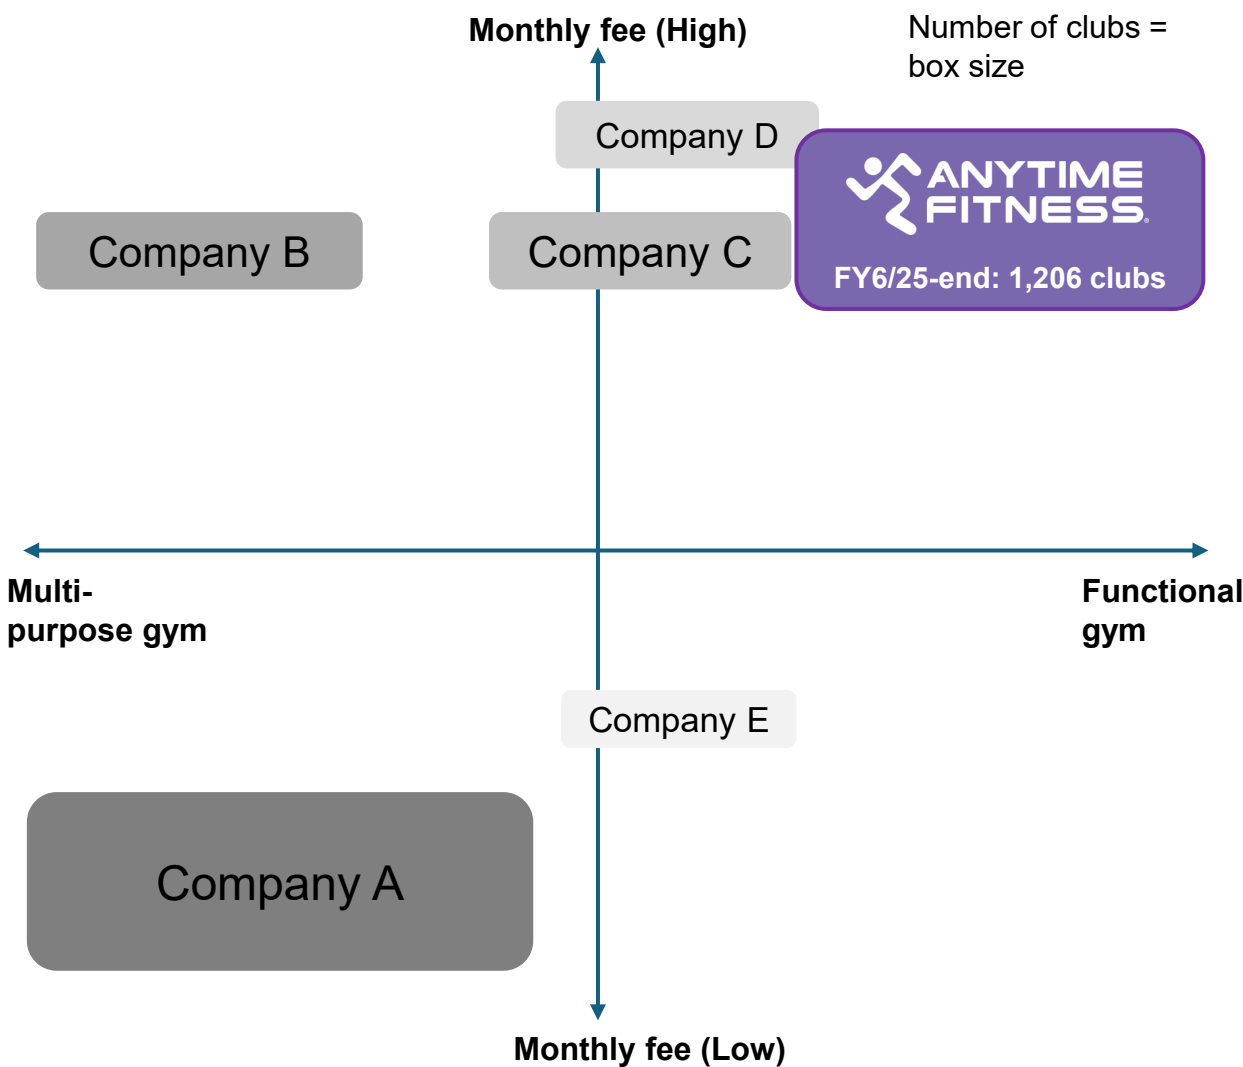 Monthly fee (High)
Number of clubs =
box size
Company D
ANYTIME
FITNESS®
Company B
Company C
FY6/25-end: 1,206 clubs
Multi-
purpose gym
Functional
gym
Company E
Company A
Monthly fee (Low)